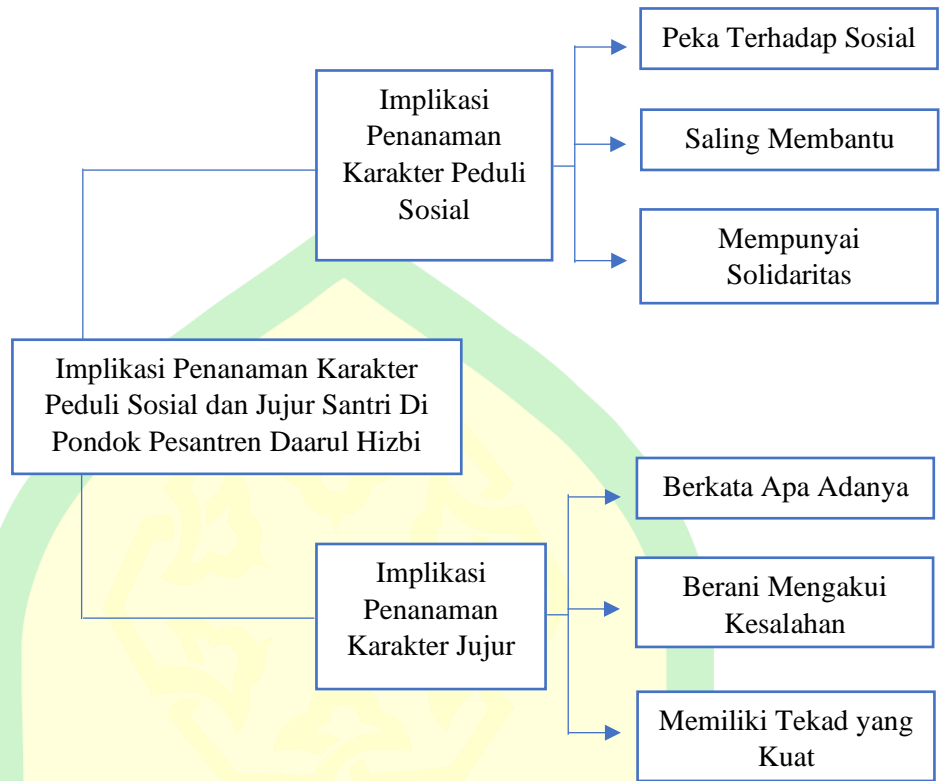 Implikasi Penanaman Karakter
Peduli Sosial dan Jujur Santri Di
Pondok Pesantren Daarul Hizbi
Implikasi
Penanaman
Karakter Peduli
Sosial
Peka Terhadap Sosial
Saling Membantu
Mempunyai
Solidaritas
Implikasi
Penanaman
Karakter Jujur
Berkata Apa Adanya
Berani Mengakui
Kesalahan
Memiliki Tekad yang
Kuat